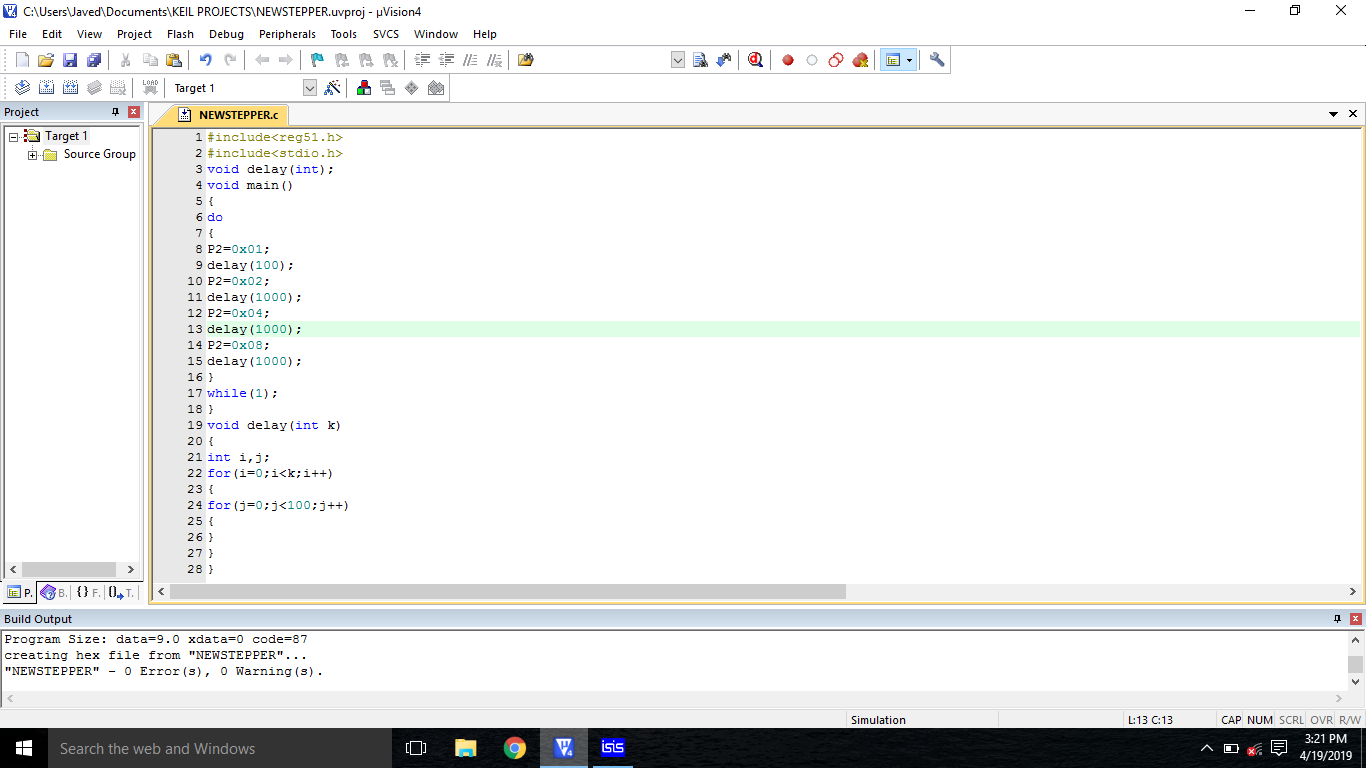 C:\Users\Javed\Documents\KEIL PROJECTS\NEWSTEPPER.uvproj - µVision4
File Edit View Project Flash Debug Peripherals Tools SVCS Window Help
LOAD Target 1
Project
NEWSTEPPER.c
Target 1
Source Group
1 #include<reg51.h>
2 #include<stdio.h>
3 void delay(int);
4 void main()
5 {
6 do
7 {
8 P2=0x01;
9 delay(100);
10 P2=0x02;
11 delay(1000);
12 P2=0x04;
13 delay(1000);
14 P2=0x08;
15 delay(1000);
16 }
17 while(1);
18 }
19 void delay(int k)
20 {
21 int i,j;
22 for(i=0;i<k;i++)
23 {
24 for(j=0;j<100;j++)
25 {
26 }
27 }
28 }
P. B. {} F. 0 T.
Build Output
Program Size: data=9.0 xdata=0 code=87
creating hex file from "NEWSTEPPER"...
"NEWSTEPPER" - 0 Error(s), 0 Warning(s).
Simulation L:13 C:13 CAP NUM SCRL OVR R/W
Search the web and Windows
isis
3:21 PM
4/19/2019